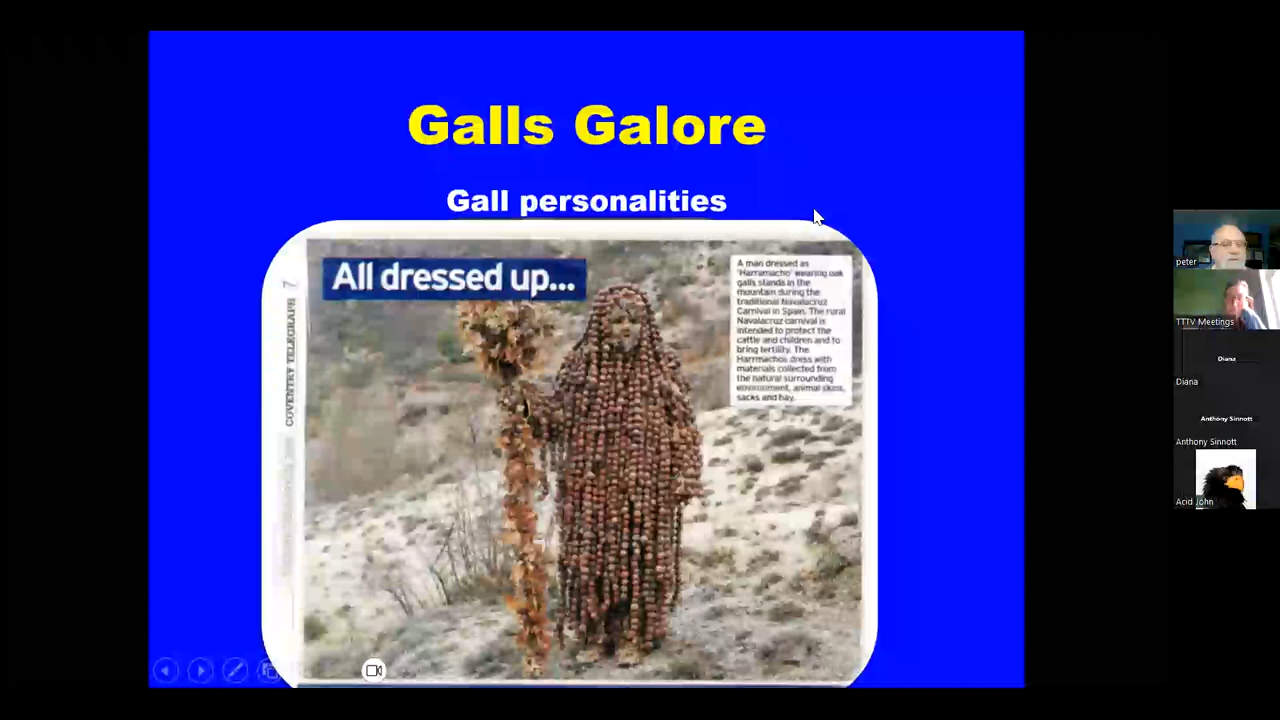 Galls Galore
Gall personalities
All dressed up...
7
COVENTRY TELEGRAPH
A man dressed as
'Harramacho' wearing oak
galls stands in the
mountain during the
traditional Navalacruz
Carnival in Spain. The rural
Navalacruz carnival is
intended to protect the
cattle and children and to
bring fertility. The
Harrmachos dress with
materials collected from
the natural surrounding
environment, animal skins,
sacks and hay.
peter
TTTV Meetings
Diana
Diana
Anthony Sinnott
Anthony Sinnott
Acid John